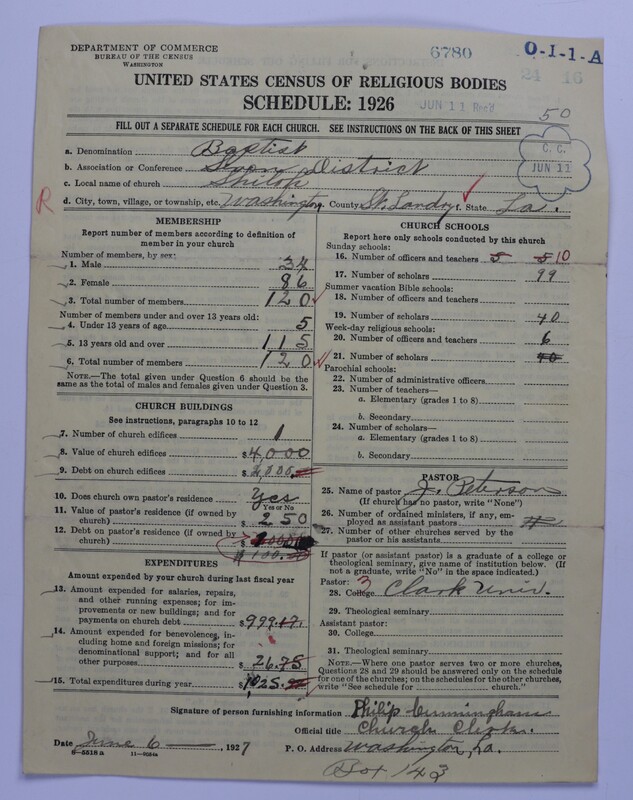 DEPARTMENT OF COMMERCE
BUREAU OF THE CENSUS
WASHINGTON
6780
O-I-1-A
24 16
UNITED STATES CENSUS OF RELIGIOUS BODIES
SCHEDULE: 1926
JUN 11
50
FILL OUT A SEPARATE SCHEDULE FOR EACH CHURCH. SEE INSTRUCTIONS ON THE BACK OF THIS SHEET
C. C.
JUN 11
a. Denomination Baptist
b. Association or Conference District
c. Local name of church Shiloh
R
d. City, town, village, or township, etc. Washington County St. Landry f. State La.
MEMBERSHIP
Report number of members according to definition of
member in your church
Number of members, by sex:
1. Male 34
2. Female 86
3. Total number of members 120
Number of members under and over 13 years old:
4. Under 13 years of age 5
5. 13 years old and over 115
6. Total number of members 120
NOTE.—The total given under Question 6 should be the
same as the total of males and females given under Question 3.
CHURCH BUILDINGS
See instructions, paragraphs 10 to 12
7. Number of church edifices 1
8. Value of church edifices $4,000
9. Debt on church edifices $
10. Does church own pastor's residence Yes
Yes or No
11. Value of pastor's residence (if owned by
church) $250
12. Debt on pastor's residence (if owned by
church) $
$100.
EXPENDITURES
Amount expended by your church during last fiscal year
13. Amount expended for salaries, repairs,
and other running expenses; for im-
provements or new buildings; and for
payments on church debt $999.17
14. Amount expended for benevolences, in-
cluding home and foreign missions; for
denominational support; and for all
other purposes $26.75
15. Total expenditures during year $1025.
CHURCH SCHOOLS
Report here only schools conducted by this church
Sunday schools:
16. Number of officers and teachers 5 5 10
17. Number of scholars 99
Summer vacation Bible schools:
18. Number of officers and teachers
19. Number of scholars 40
Week-day religious schools:
20. Number of officers and teachers 6
21. Number of scholars 40
Parochial schools:
22. Number of administrative officers
23. Number of teachers—
a. Elementary (grades 1 to 8)
b. Secondary
24. Number of scholars—
a. Elementary (grades 1 to 8)
b. Secondary
PASTOR
25. Name of pastor J. Peterson
(If church has no pastor, write "None")
26. Number of ordained ministers, if any, em-
ployed as assistant pastors
27. Number of other churches served by the
pastor or his assistants
If pastor (or assistant pastor) is a graduate of a college or
theological seminary, give name of institution below. (If
not a graduate, write "No" in the space indicated.)
Pastor: 3
28. College Clark Univ.
29. Theological seminary
Assistant pastor:
30. College
31. Theological seminary
NOTE.—Where one pastor serves two or more churches,
Questions 28 and 29 should be answered only on the schedule
for one of the churches; on the schedules for the other churches,
write "See schedule for church."
Signature of person furnishing information Philip Cunningham
Official title Church Clerk.
Date June 6, 1927
P. O. Address Washington, La.
8—5518 a
Box 143